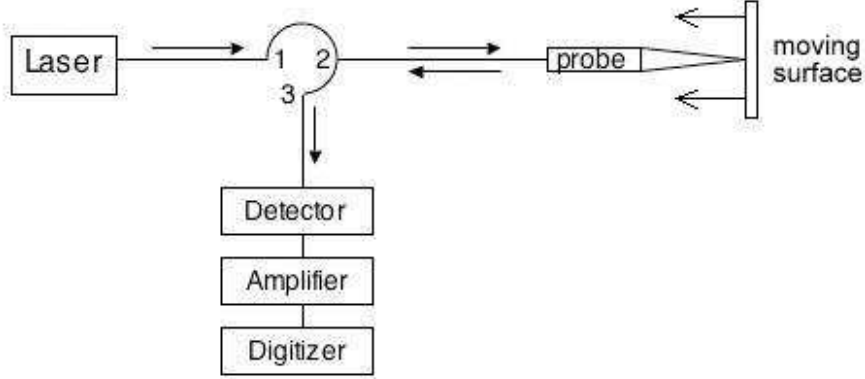 Laser
1
2
3
probe
moving
surface
Detector
Amplifier
Digitizer